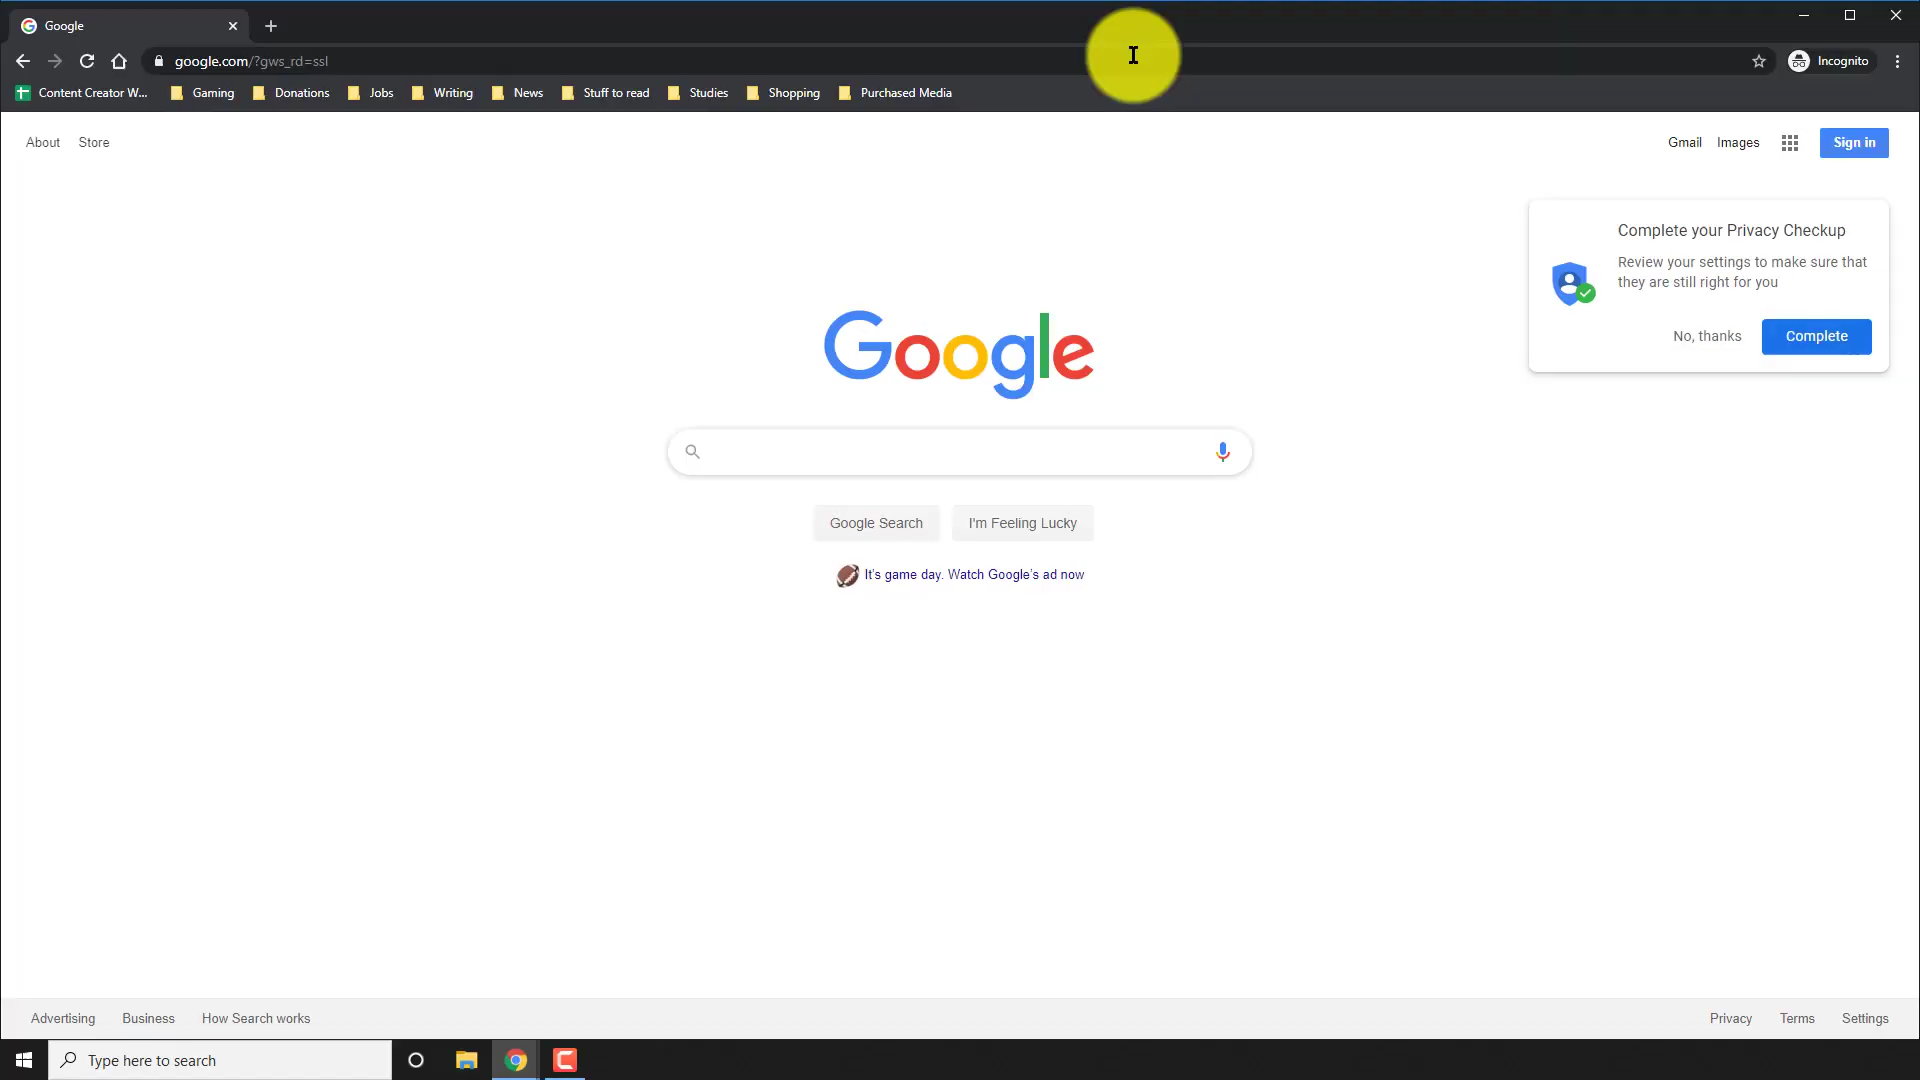 Google
google.com/?gws_rd=ssl
Incognito
Content Creator W...
Gaming
Donations
Jobs
Writing
News
Stuff to read
Studies
Shopping
Purchased Media
About
Store
Gmail
Images
Sign in
Complete your Privacy Checkup
Review your settings to make sure that
they are still right for you
No, thanks
Complete
Google
Google Search
I'm Feeling Lucky
It's game day. Watch Google's ad now
Advertising
Business
How Search works
Privacy
Terms
Settings
Type here to search